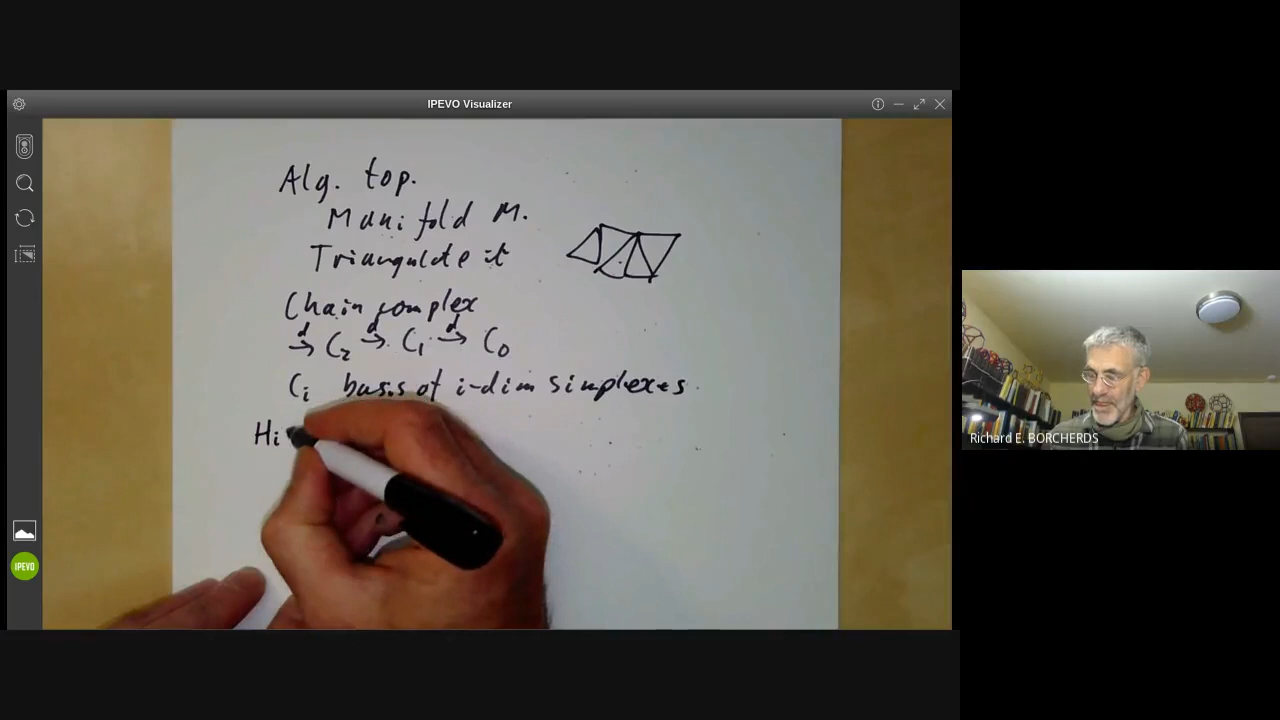 IPEVO Visualizer
Alg. top.
Manifold M.
Triangulate it
Chain complex
d→ C₂ d→ C₁ d→ C₀
Cᵢ basis of i-dim simplexes
Hi
Richard E. BORCHERDS
IPEVO